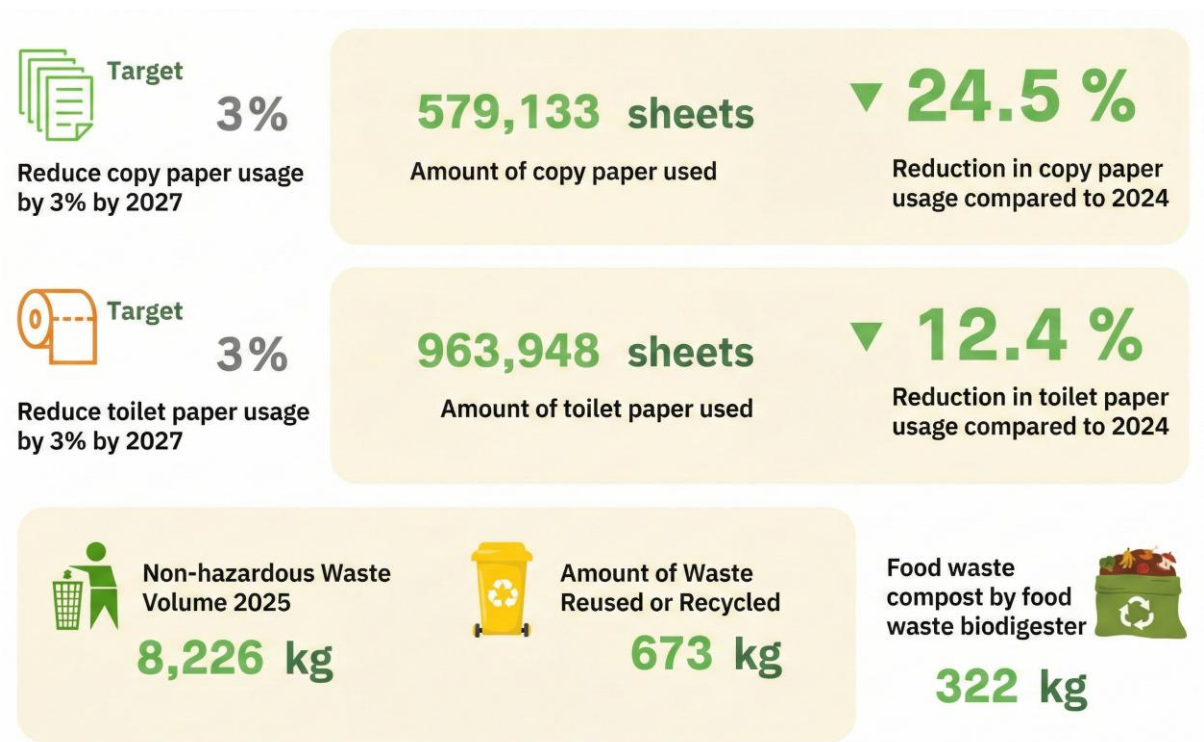 Target
3%
Reduce copy paper usage
by 3% by 2027
579,133 sheets
Amount of copy paper used
▼ 24.5 %
Reduction in copy paper
usage compared to 2024
Target
3%
Reduce toilet paper usage
by 3% by 2027
963,948 sheets
Amount of toilet paper used
▼ 12.4 %
Reduction in toilet paper
usage compared to 2024
Non-hazardous Waste
Volume 2025
8,226 kg
Amount of Waste
Reused or Recycled
673 kg
Food waste
compost by food
waste biodigester
322 kg